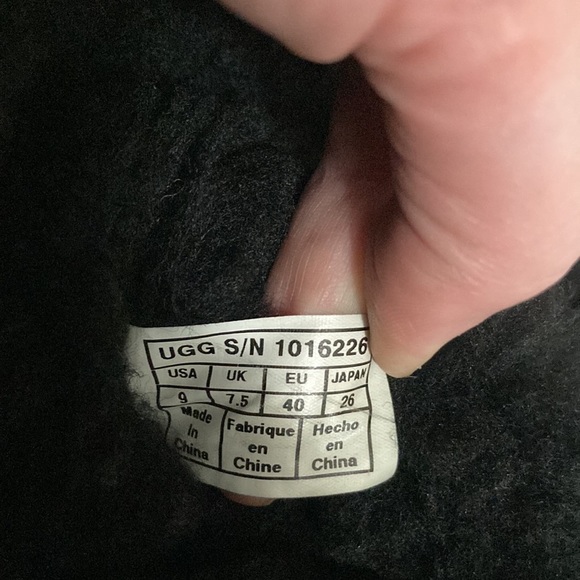 UGG S/N 1016226
USA UK EU JAPAN
9 7.5 40 26
Made in China
Fabrique en Chine
Hecho en China